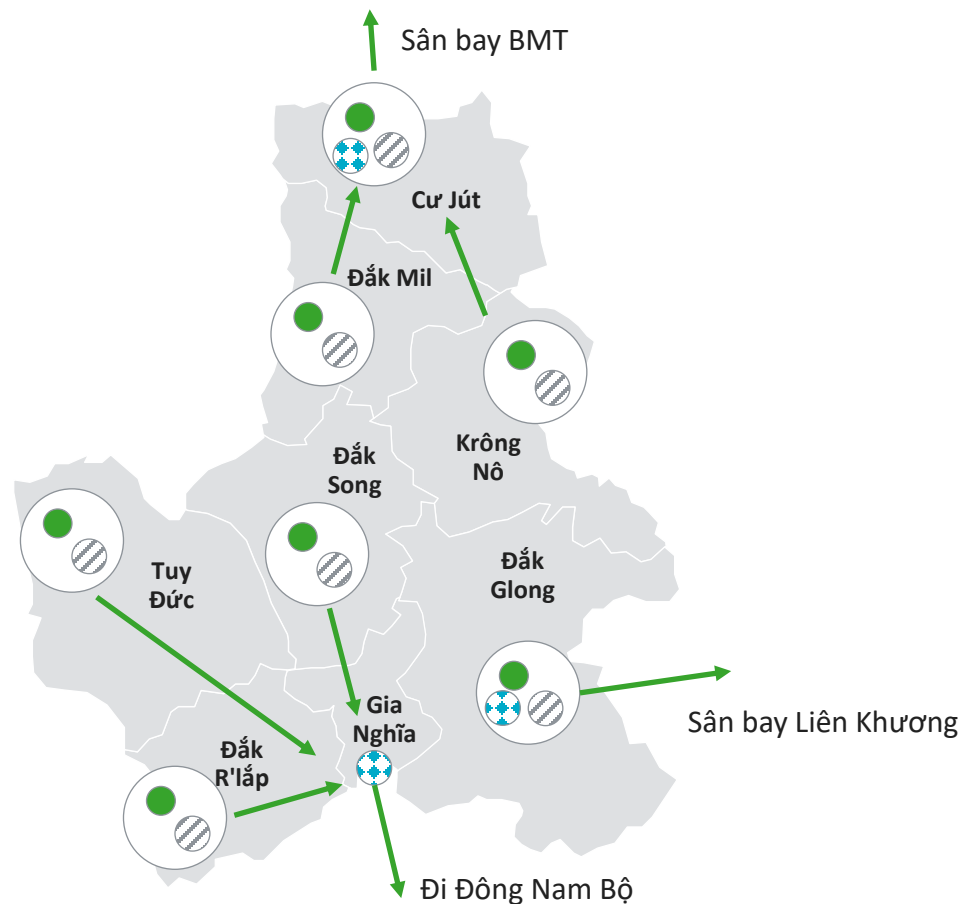 Sân bay BMT
Cư Jút
Đắk Mil
Krông
Nô
Đắk
Song
Đắk
Glong
Tuy
Đức
Gia
Nghĩa
Sân bay Liên Khương
Đắk
R'lắp
Đi Đông Nam Bộ